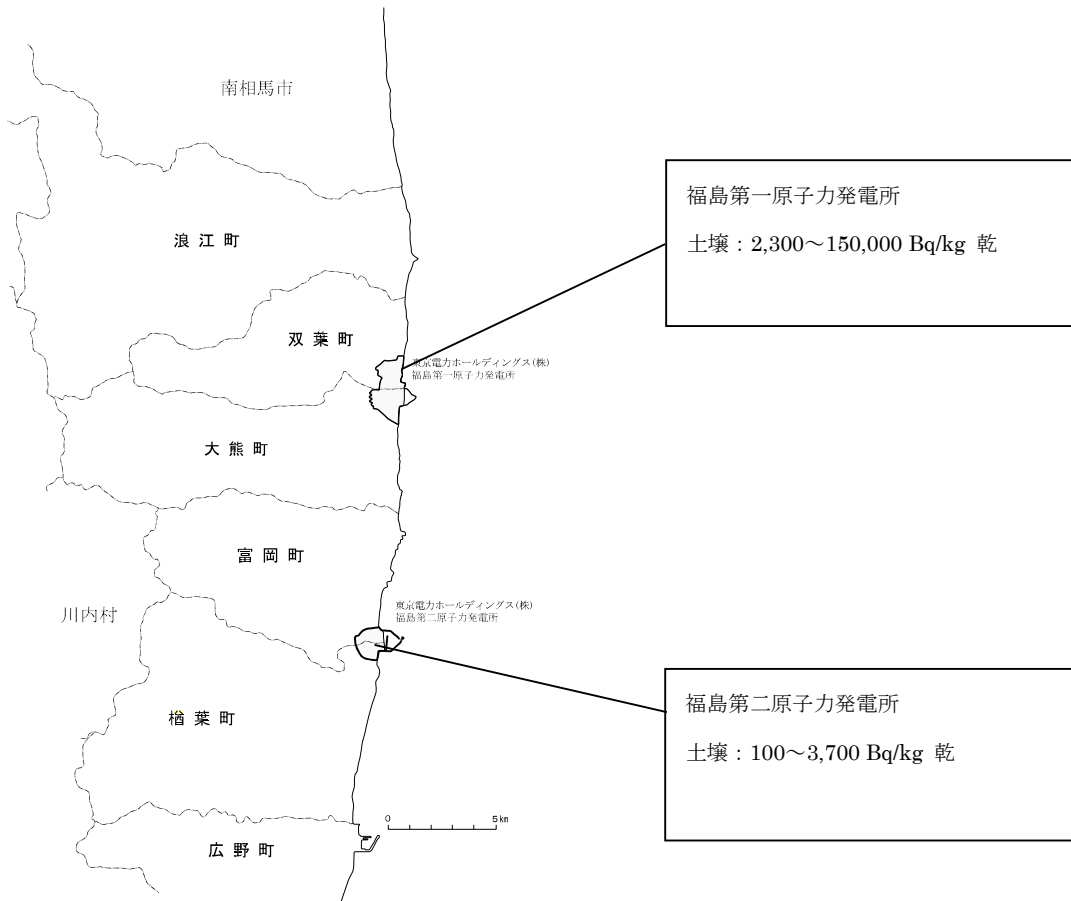 南相馬市
福島第一原子力発電所
土壌：2,300～150,000 Bq/kg 乾
浪江町
双葉町
東京電力ホールディングス(株)
福島第一原子力発電所
大熊町
富岡町
東京電力ホールディングス(株)
福島第二原子力発電所
川内村
福島第二原子力発電所
土壌：100～3,700 Bq/kg 乾
楢葉町
0 5km
広野町